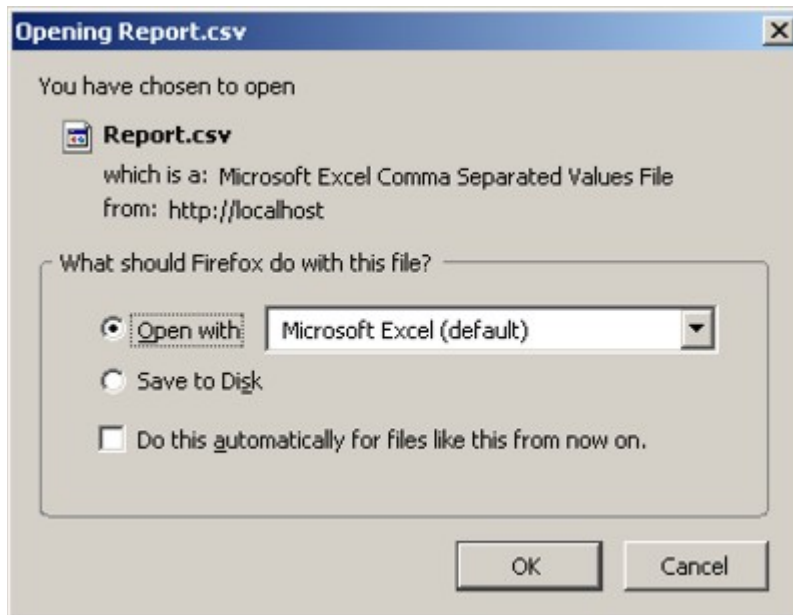 Opening Report.csv
You have chosen to open
Report.csv
which is a: Microsoft Excel Comma Separated Values File
from: http://localhost
What should Firefox do with this file?
Open with Microsoft Excel (default)
Save to Disk
Do this automatically for files like this from now on.
OK Cancel